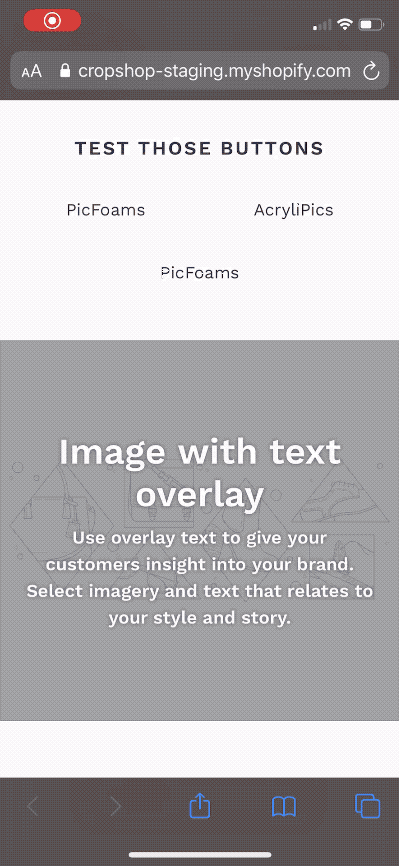 AA cropshop-staging.myshopify.com
TEST THOSE BUTTONS
PicFoams AcryliPics
PicFoams
Image with text
overlay
Use overlay text to give your
customers insight into your brand.
Select imagery and text that relates to
your style and story.